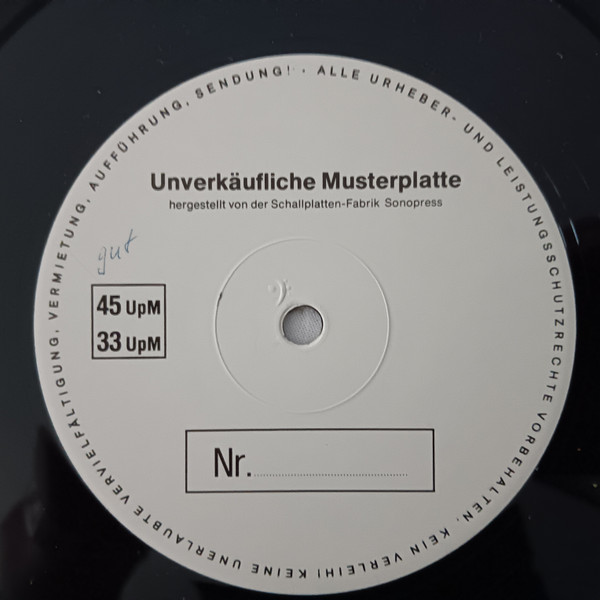 ALLE URHEBER- UND LEISTUNGSSCHUTZRECHTE VORBEHALTEN. KEIN VERLEIH! KEINE UNERLAUBTE VERVIELFÄLTIGUNG, VERMIETUNG, AUFFÜHRUNG, SENDUNG! ·
Unverkäufliche Musterplatte
hergestellt von der Schallplatten-Fabrik Sonopress
gut
45 UpM
33 UpM
Nr.